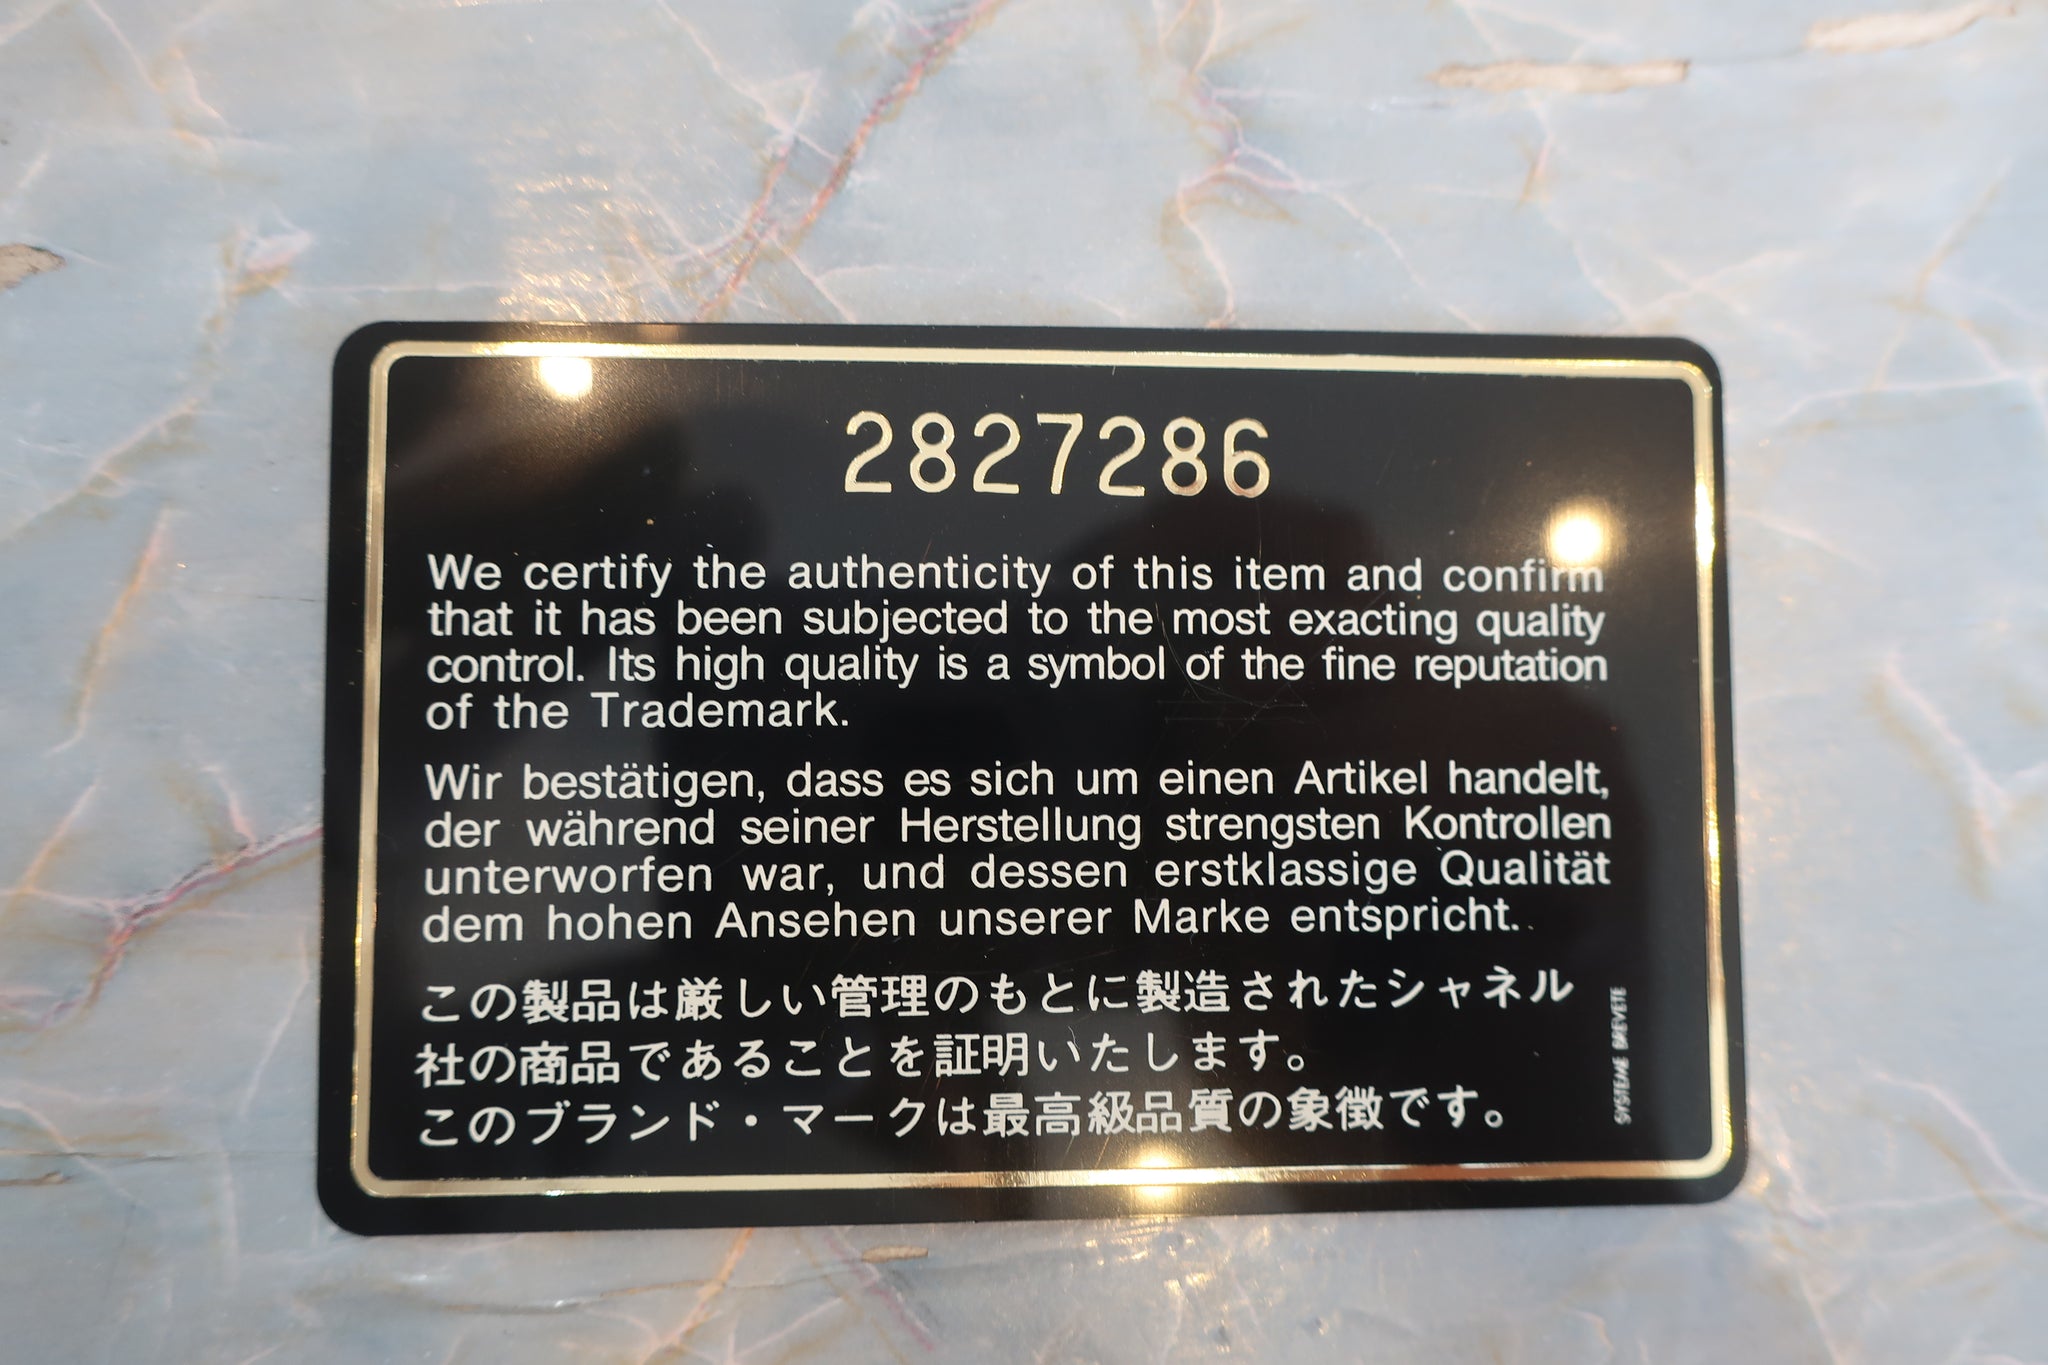 2827286
We certify the authenticity of this item and confirm
that it has been subjected to the most exacting quality
control. Its high quality is a symbol of the fine reputation
of the Trademark.
Wir bestätigen, dass es sich um einen Artikel handelt,
der während seiner Herstellung strengsten Kontrollen
unterworfen war, und dessen erstklassige Qualität
dem hohen Ansehen unserer Marke entspricht.
この製品は厳しい管理のもとに製造されたシャネル
社の商品であることを証明いたします。
このブランド・マークは最高級品質の象徴です。
SYSTEME BREVETE